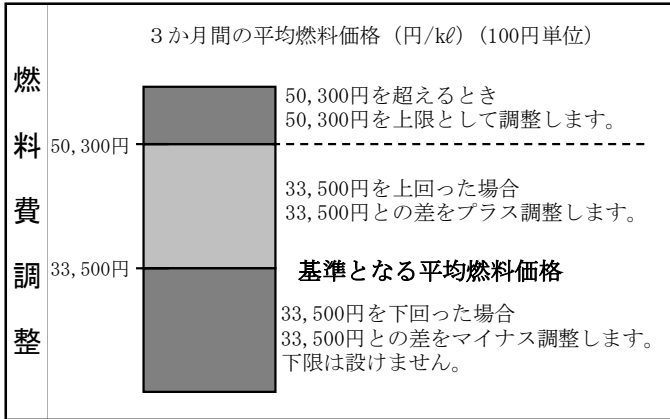 燃料費調整
3か月間の平均燃料価格（円/kℓ）(100円単位)
50,300円を超えるとき
50,300円を上限として調整します。
50,300円
33,500円を上回った場合
33,500円との差をプラス調整します。
33,500円
基準となる平均燃料価格
33,500円を下回った場合
33,500円との差をマイナス調整します。
下限は設けません。